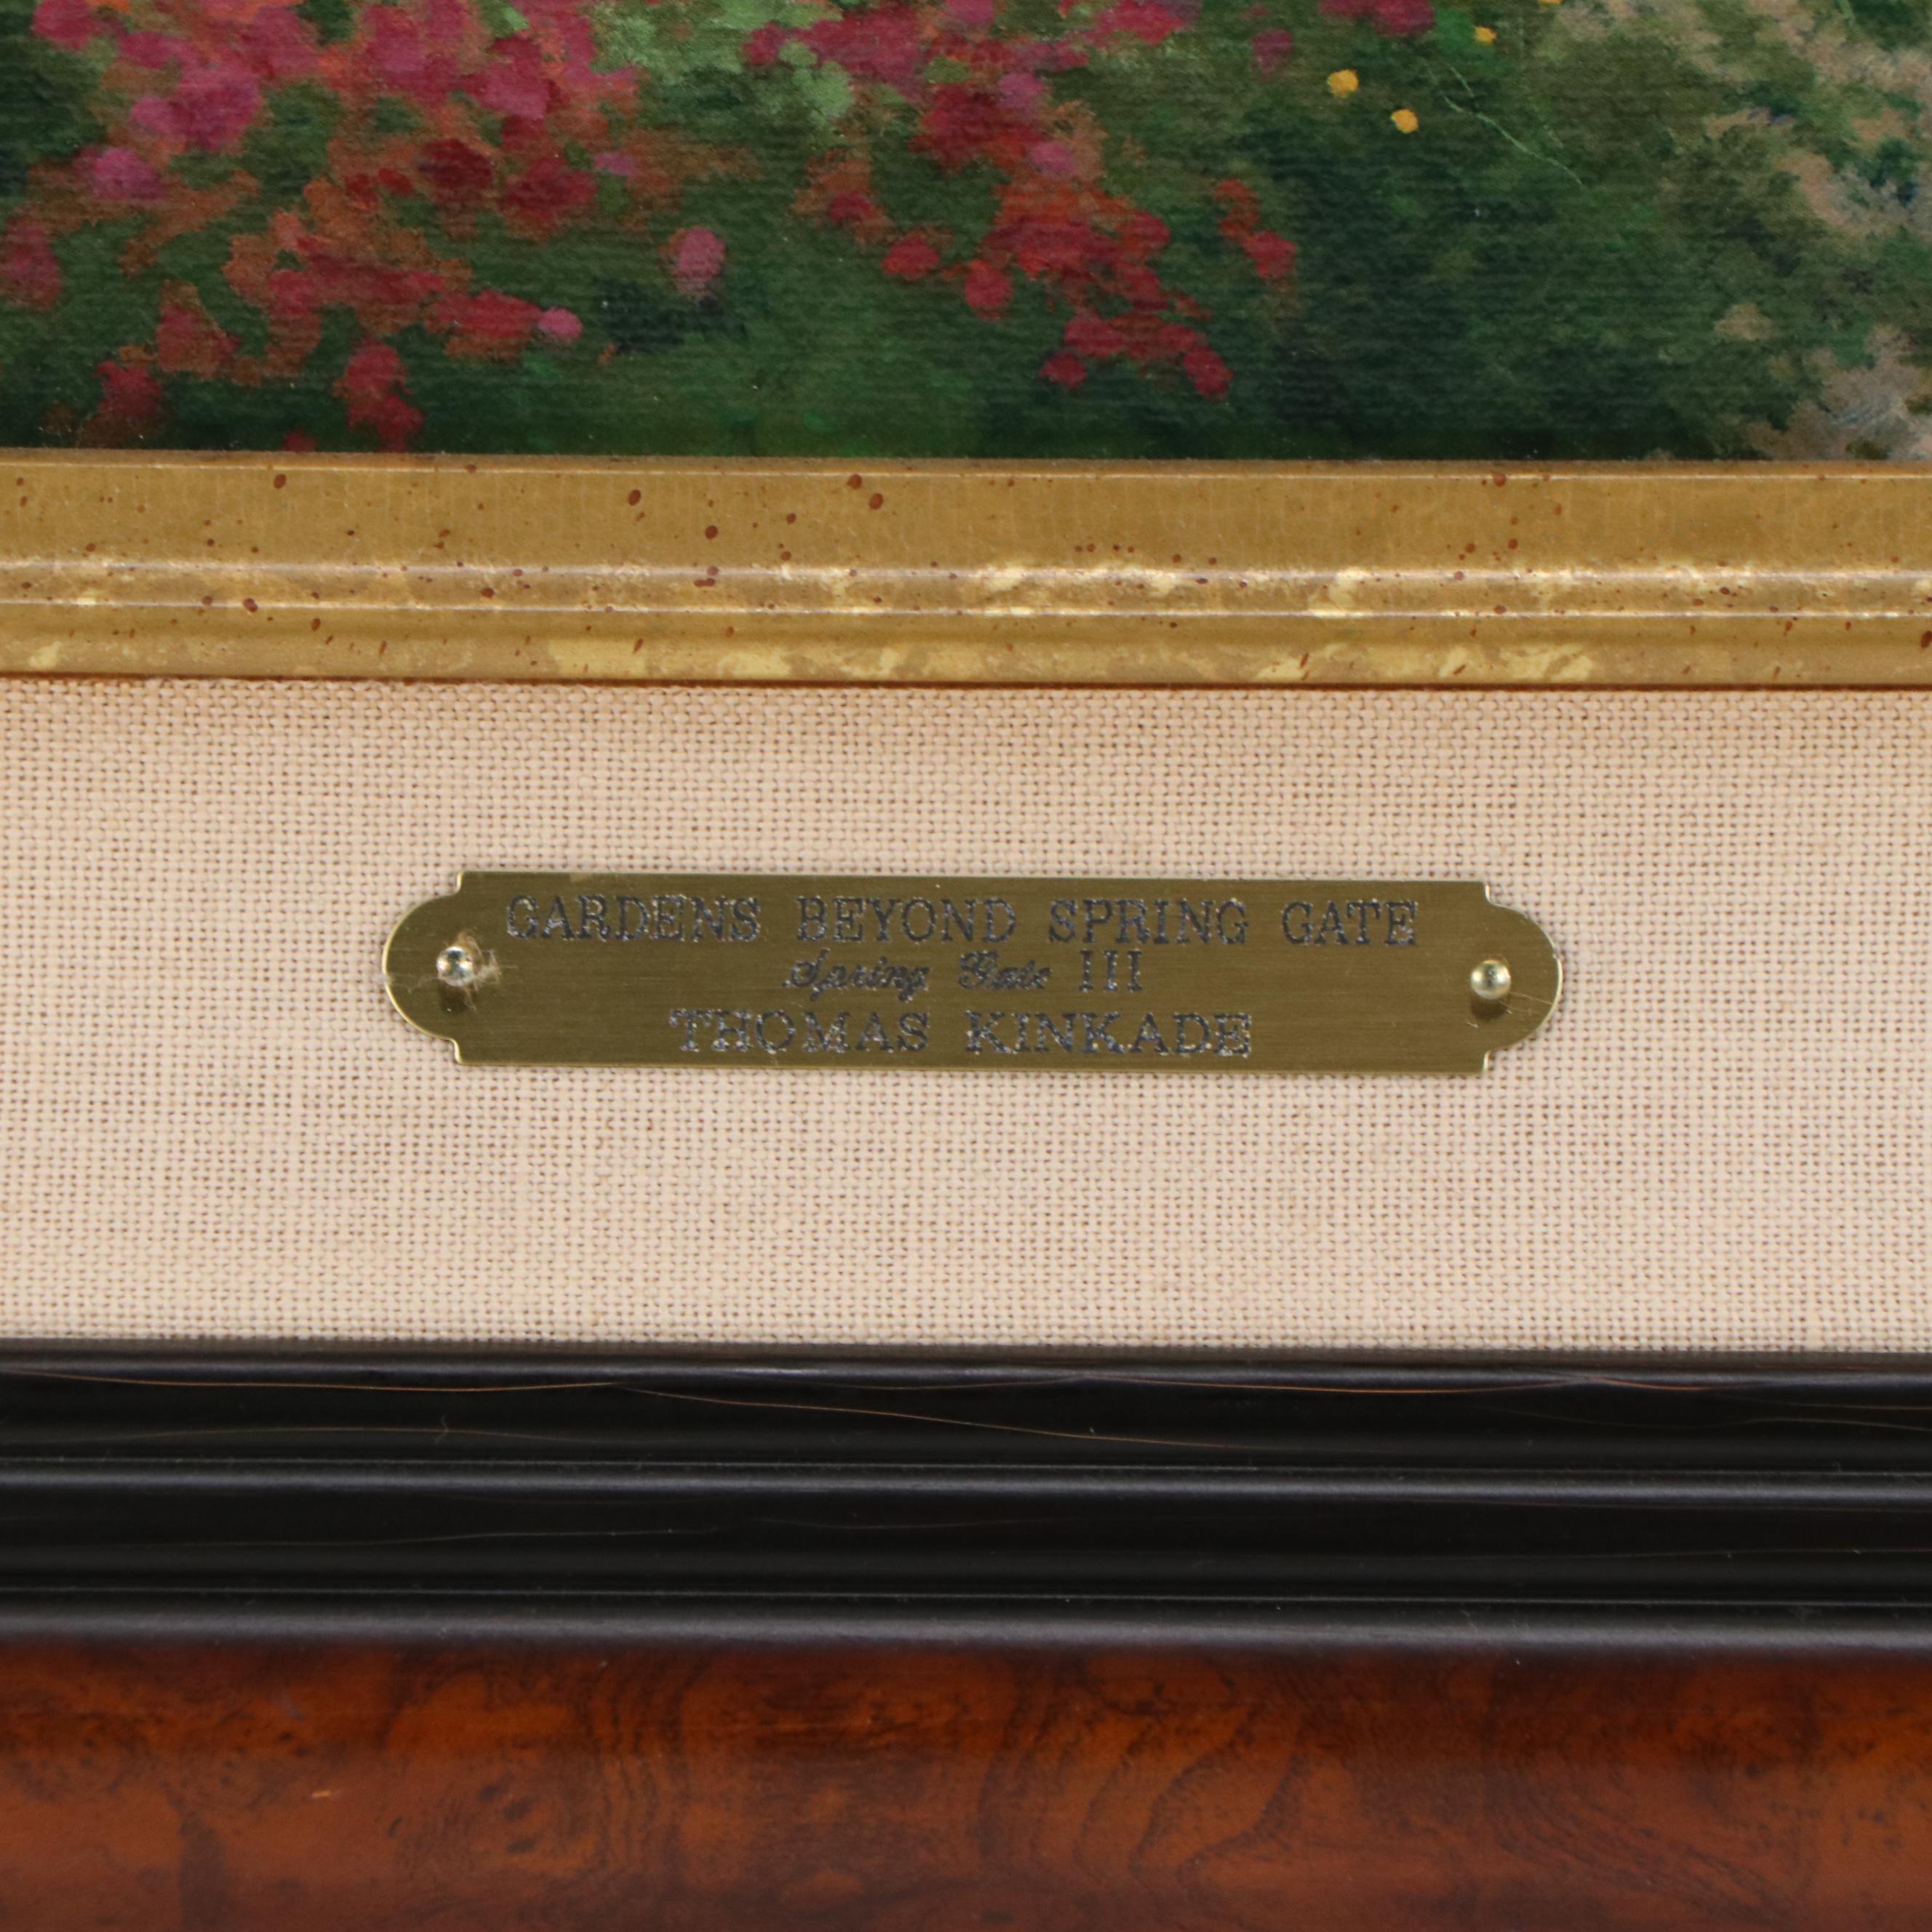 GARDENS BEYOND SPRING GATE
Spring Gate III
THOMAS KINKADE